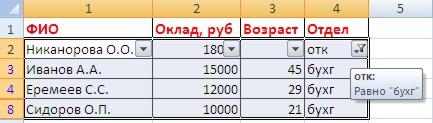 1 2 3 4 5
1 ФИО Оклад, руб Возраст Отдел
2 Никанорова О.О. 180 отк
3 Иванов А.А. 15000 45 бухг
4 Еремеев С.С. 12000 29 бухг
8 Сидоров О.П. 10000 21 бухг
отк:
Равно "бухг"